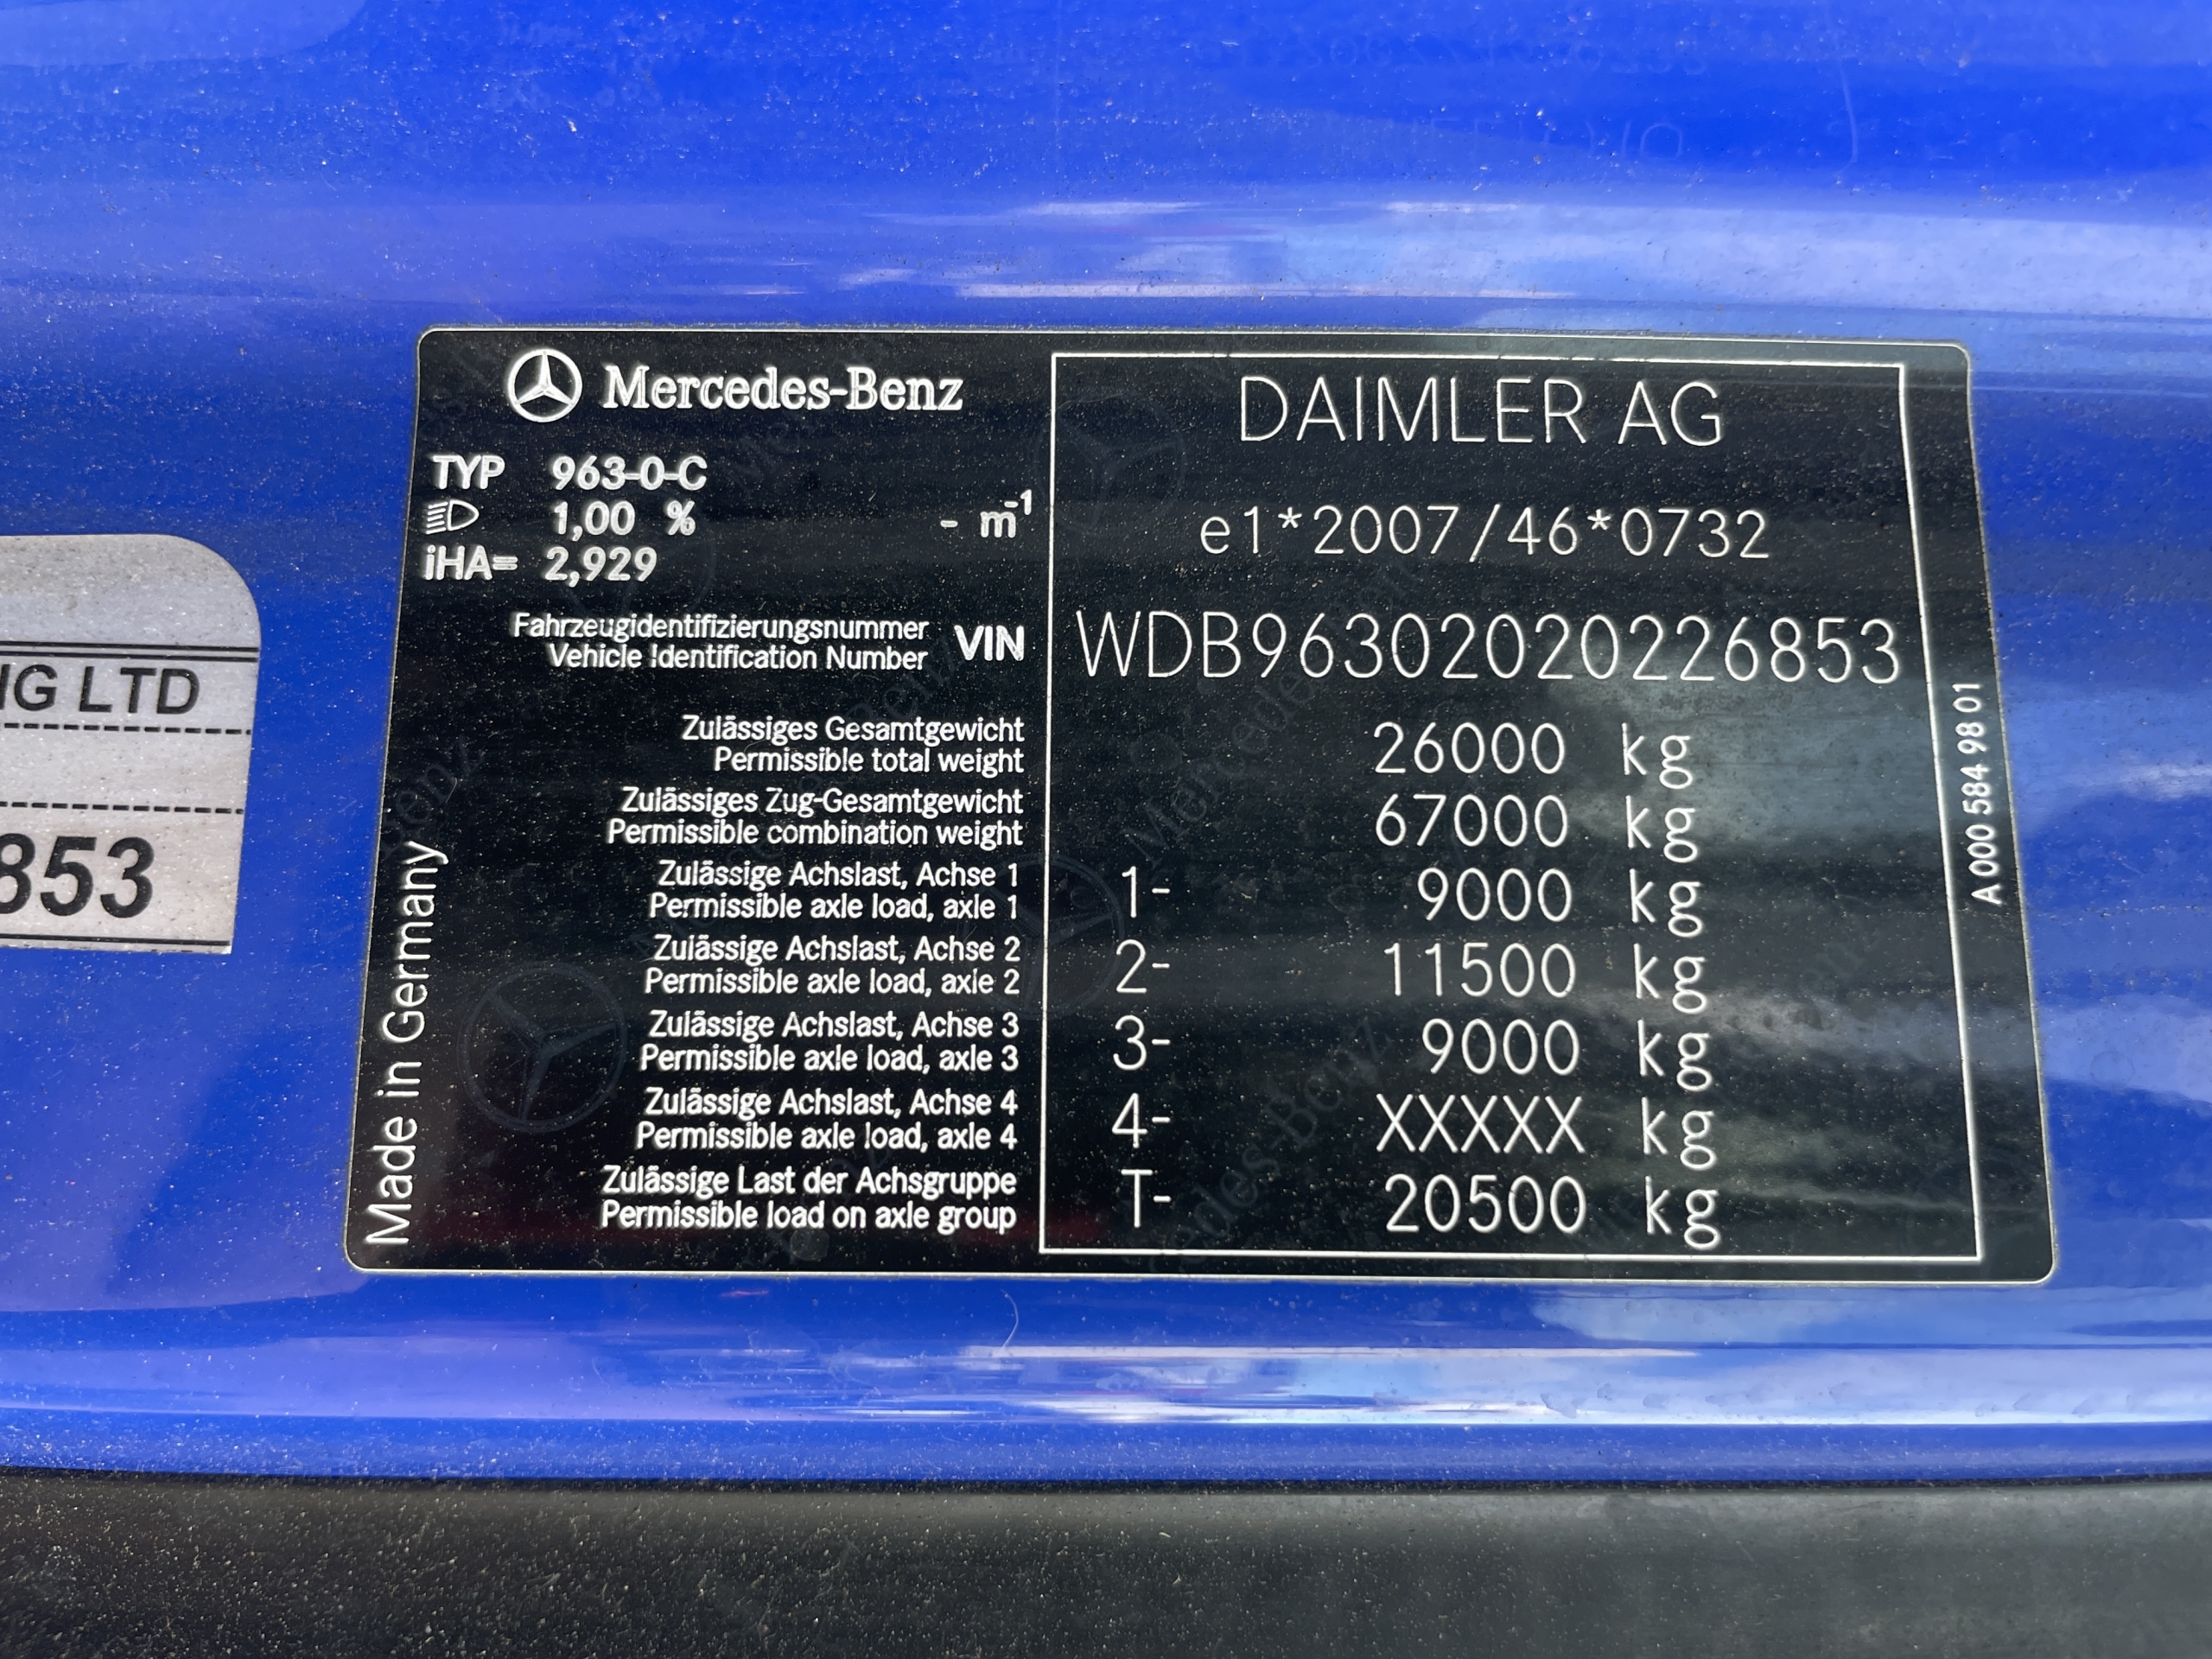 Mercedes-Benz
TYP 963-0-C
1,00 % - m-1
iHA= 2,929
DAIMLER AG
e1*2007/46*0732
Fahrzeugidentifizierungsnummer
Vehicle Identification Number
VIN WDB96302020226853
Zulässiges Gesamtgewicht
Permissible total weight
26000 kg
Zulässiges Zug-Gesamtgewicht
Permissible combination weight
67000 kg
Zulässige Achslast, Achse 1
Permissible axle load, axle 1
1- 9000 kg
Zulässige Achslast, Achse 2
Permissible axle load, axle 2
2- 11500 kg
Zulässige Achslast, Achse 3
Permissible axle load, axle 3
3- 9000 kg
Zulässige Achslast, Achse 4
Permissible axle load, axle 4
4- XXXXX kg
Zulässige Last der Achsgruppe
Permissible load on axle group
T- 20500 kg
Made in Germany
A 000 584 98 01
LTD
853